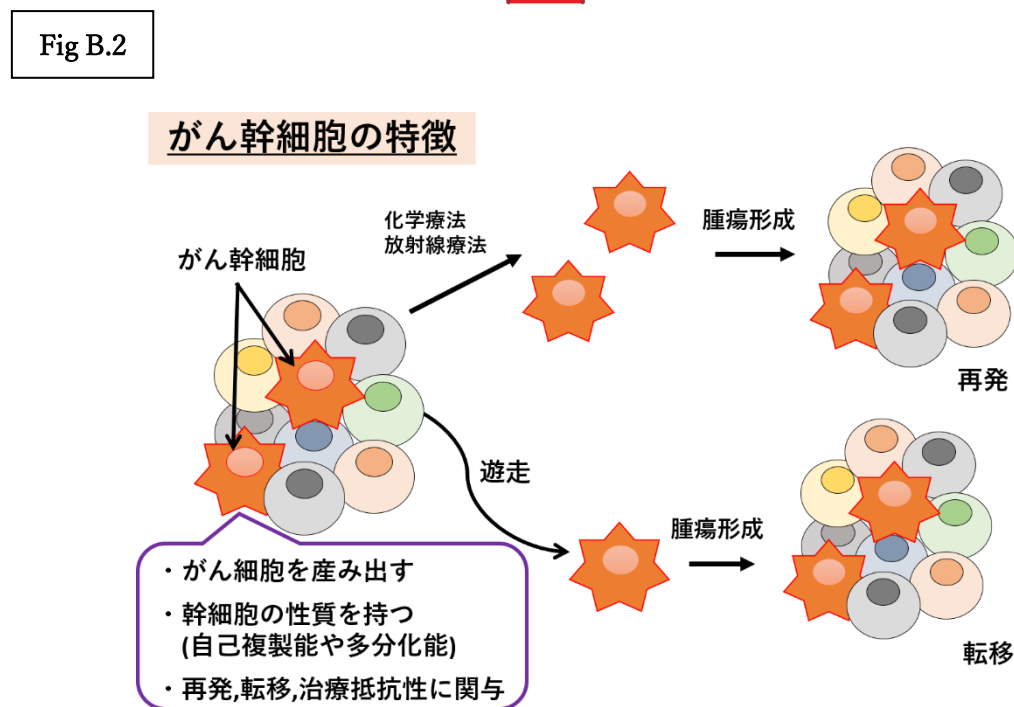 Fig B.2
がん幹細胞の特徴
がん幹細胞
化学療法
放射線療法
腫瘍形成
再発
遊走
腫瘍形成
転移
・がん細胞を産み出す
・幹細胞の性質を持つ
(自己複製能や多分化能)
・再発,転移,治療抵抗性に関与